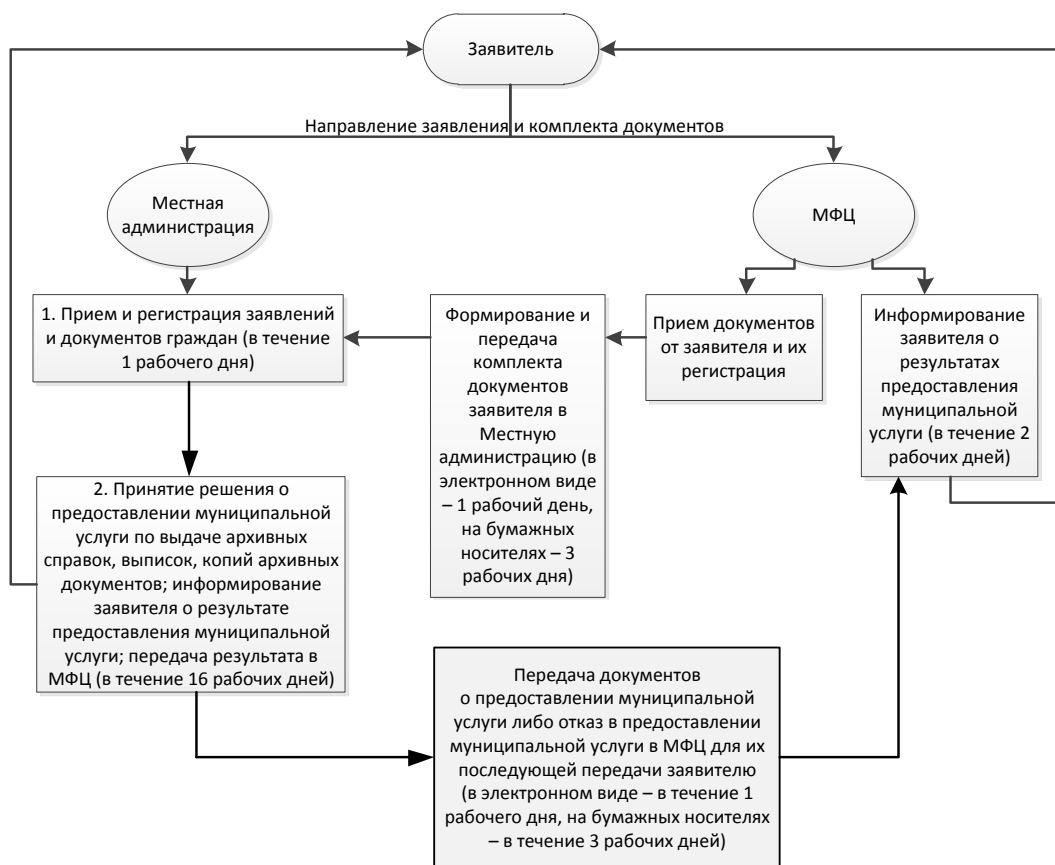 Заявитель
Направление заявления и комплекта документов
Местная
администрация
МФЦ
1. Прием и регистрация заявлений
и документов граждан (в течение
1 рабочего дня)
Формирование и
передача
комплекта
документов
заявителя в
Местную
администрацию (в
электронном виде
– 1 рабочий день,
на бумажных
носителях – 3
рабочих дня)
Прием документов
от заявителя и их
регистрация
Информирование
заявителя о
результатах
предоставления
муниципальной
услуги (в течение 2
рабочих дней)
2. Принятие решения о
предоставлении муниципальной
услуги по выдаче архивных
справок, выписок, копий архивных
документов; информирование
заявителя о результате
предоставления муниципальной
услуги; передача результата в
МФЦ (в течение 16 рабочих дней)
Передача документов
о предоставлении муниципальной
услуги либо отказ в предоставлении
муниципальной услуги в МФЦ для их
последующей передачи заявителю
(в электронном виде – в течение 1
рабочего дня, на бумажных носителях
– в течение 3 рабочих дней)